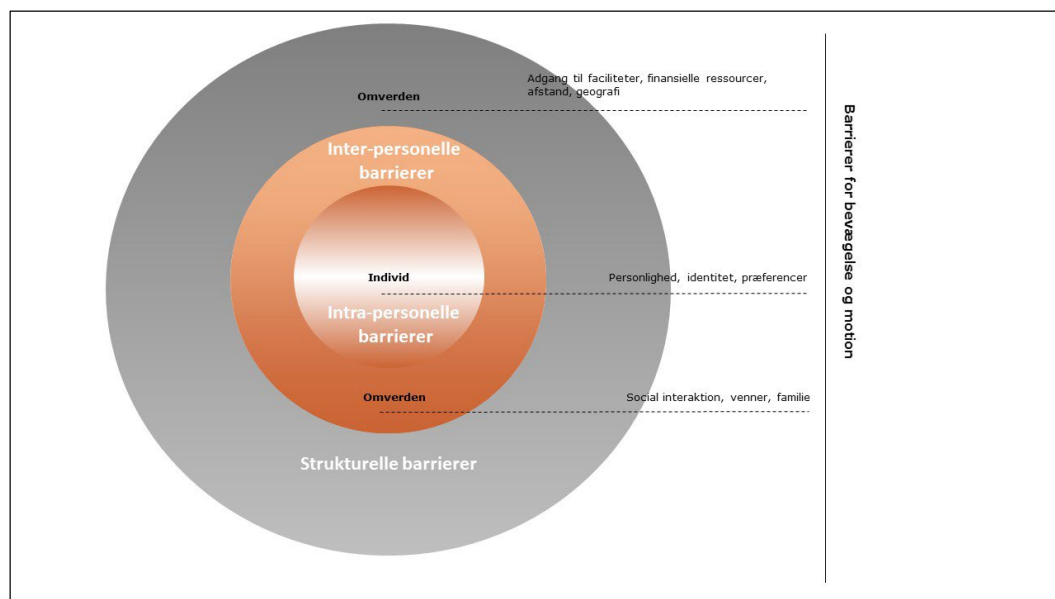 Adgang til faciliteter, finansielle ressourcer,
afstand, geografi
Omverden
Inter-personelle
barrierer
Individ
Personlighed, identitet, præferencer
Intra-personelle
barrierer
Omverden
Social interaktion, venner, familie
Strukturelle barrierer
Barrierer for bevægelse og motion